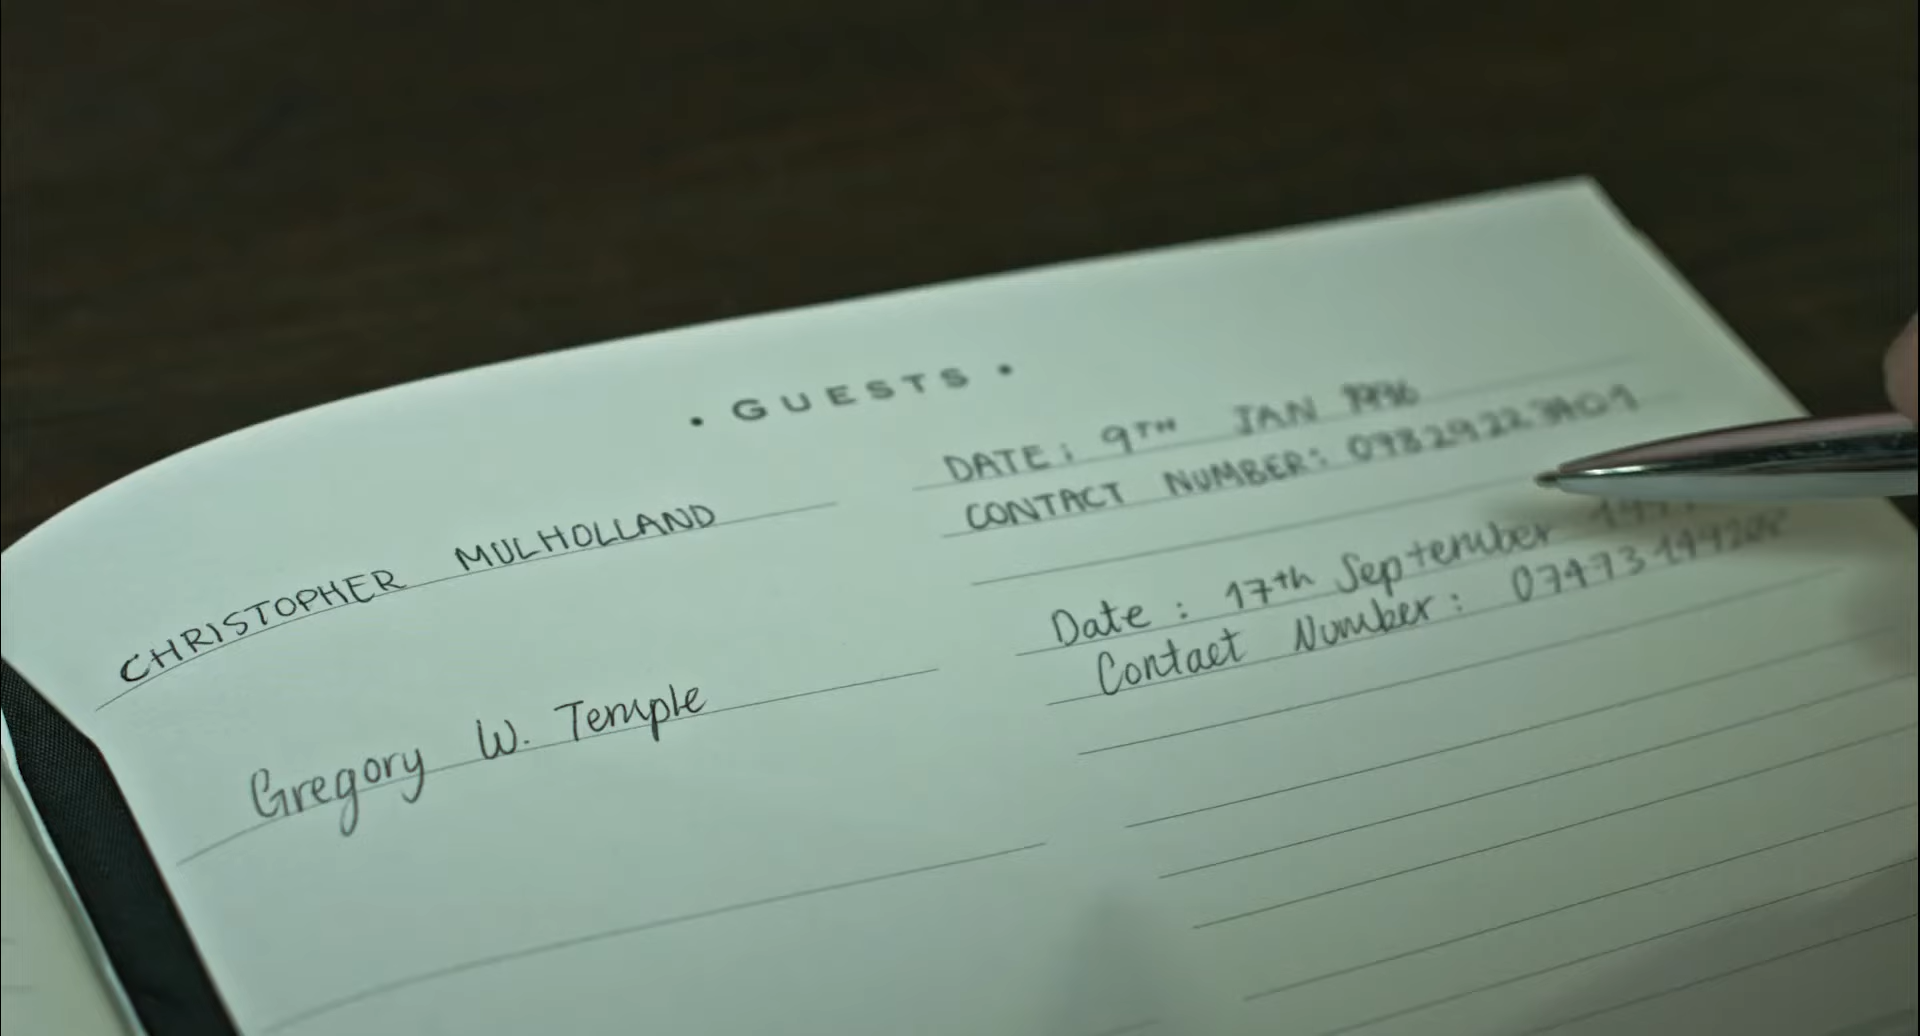 • GUESTS •
CHRISTOPHER MULHOLLAND
DATE: 9TH JAN
CONTACT NUMBER:
Gregory W. Temple
Date: 17th September
Contact Number: